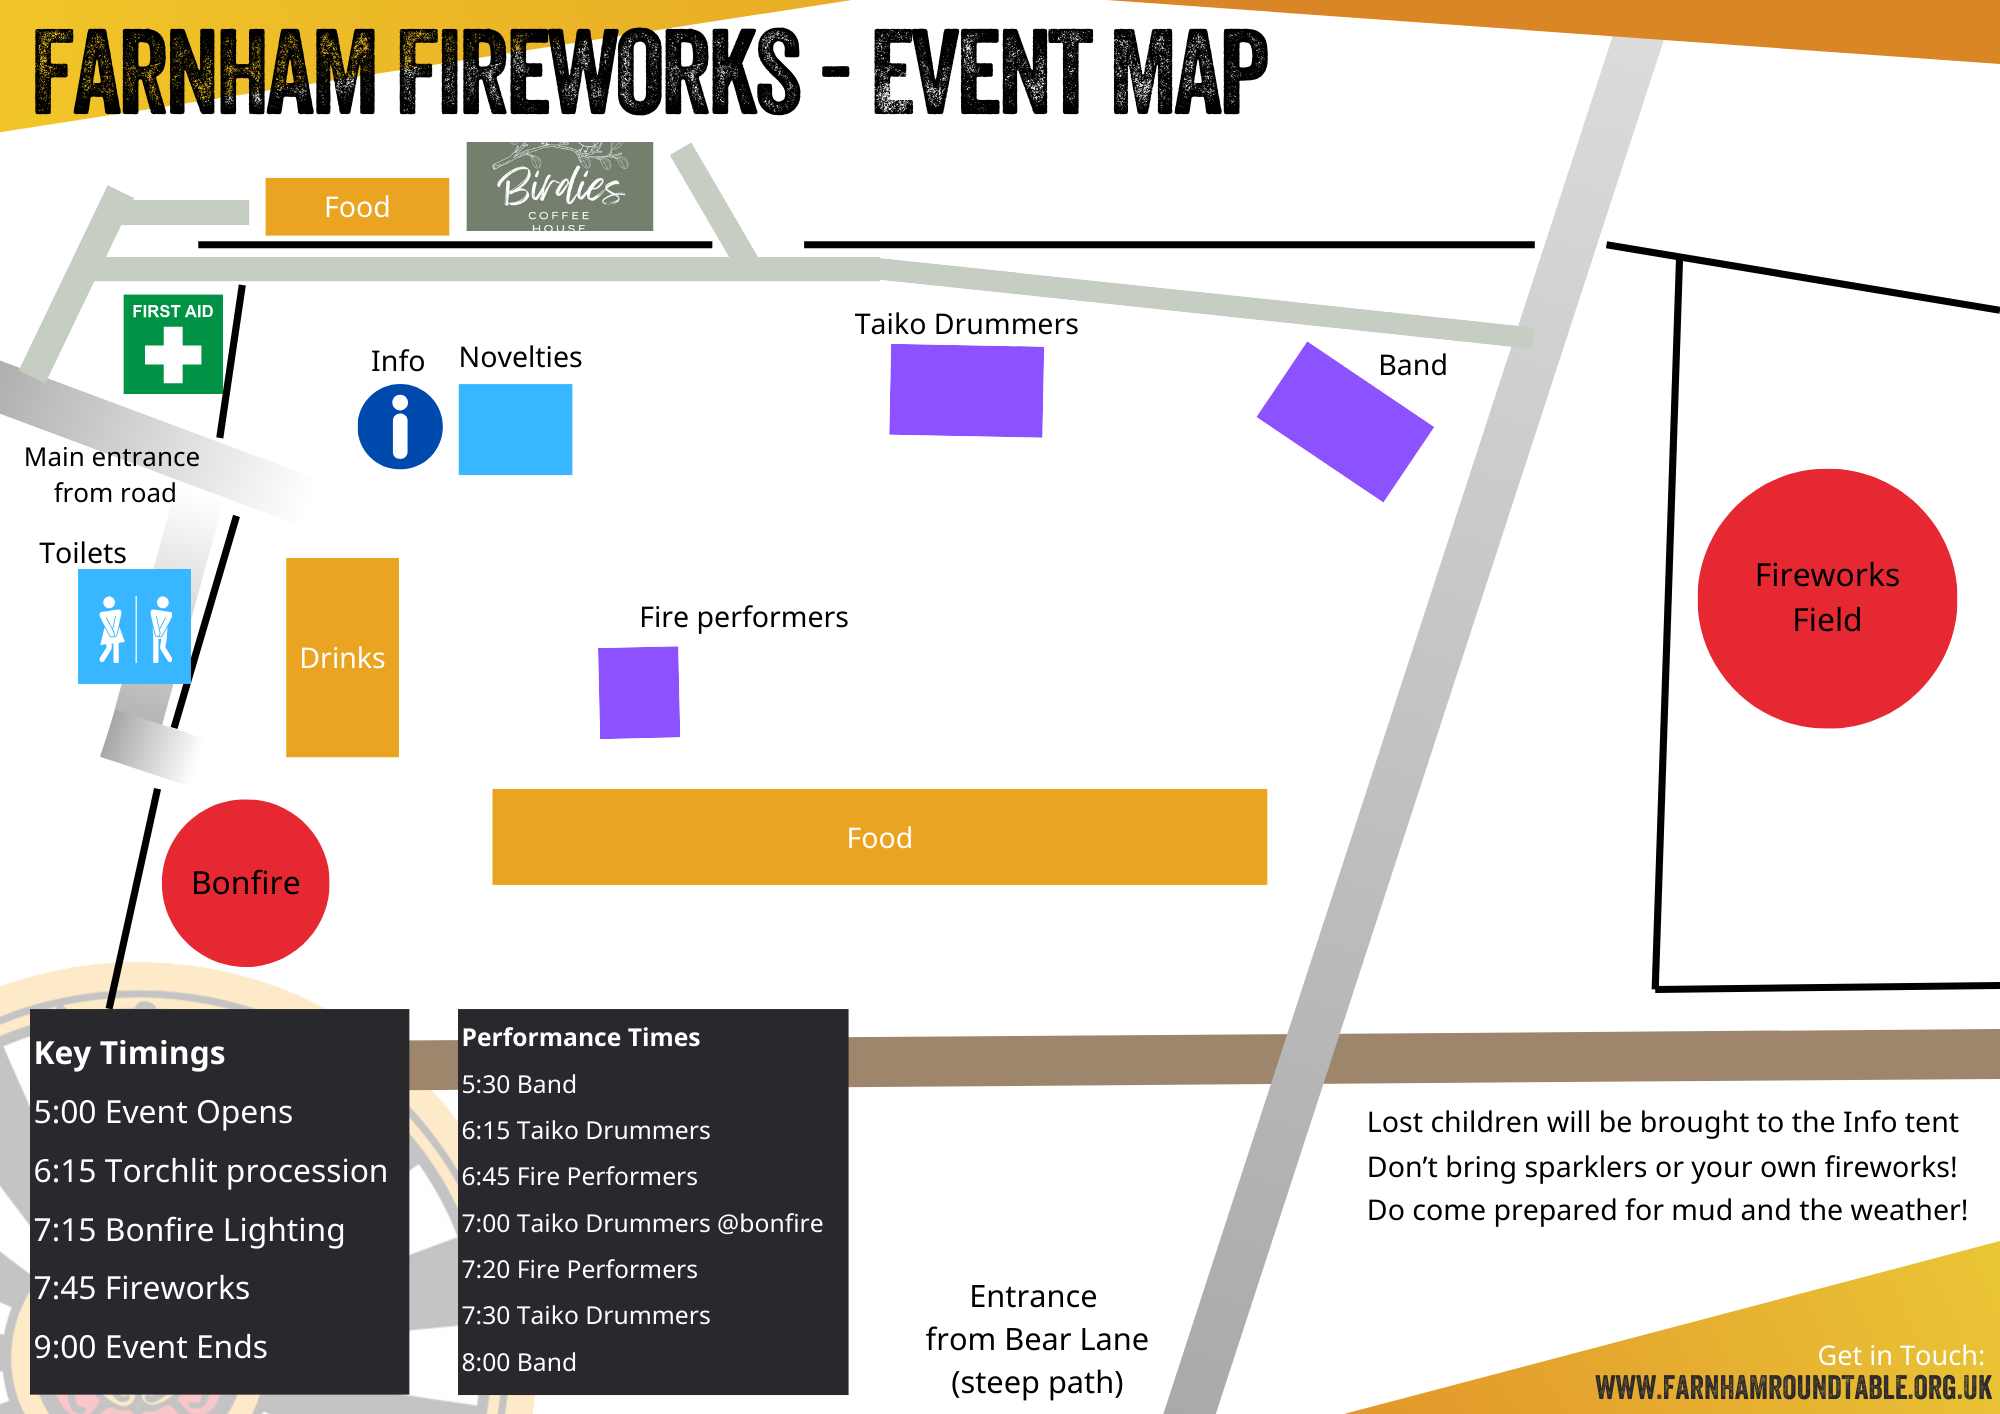 FARNHAM FIREWORKS - EVENT MAP
Birdies
COFFEE
HOUSE
Food
FIRST AID
Taiko Drummers
Info
Novelties
Band
Main entrance
from road
Toilets
Fireworks
Field
Fire performers
Drinks
Food
Bonfire
Key Timings
5:00 Event Opens
6:15 Torchlit procession
7:15 Bonfire Lighting
7:45 Fireworks
9:00 Event Ends
Performance Times
5:30 Band
6:15 Taiko Drummers
6:45 Fire Performers
7:00 Taiko Drummers @bonfire
7:20 Fire Performers
7:30 Taiko Drummers
8:00 Band
Entrance
from Bear Lane
(steep path)
Lost children will be brought to the Info tent
Don’t bring sparklers or your own fireworks!
Do come prepared for mud and the weather!
Get in Touch:
WWW.FARNHAMROUNDTABLE.ORG.UK